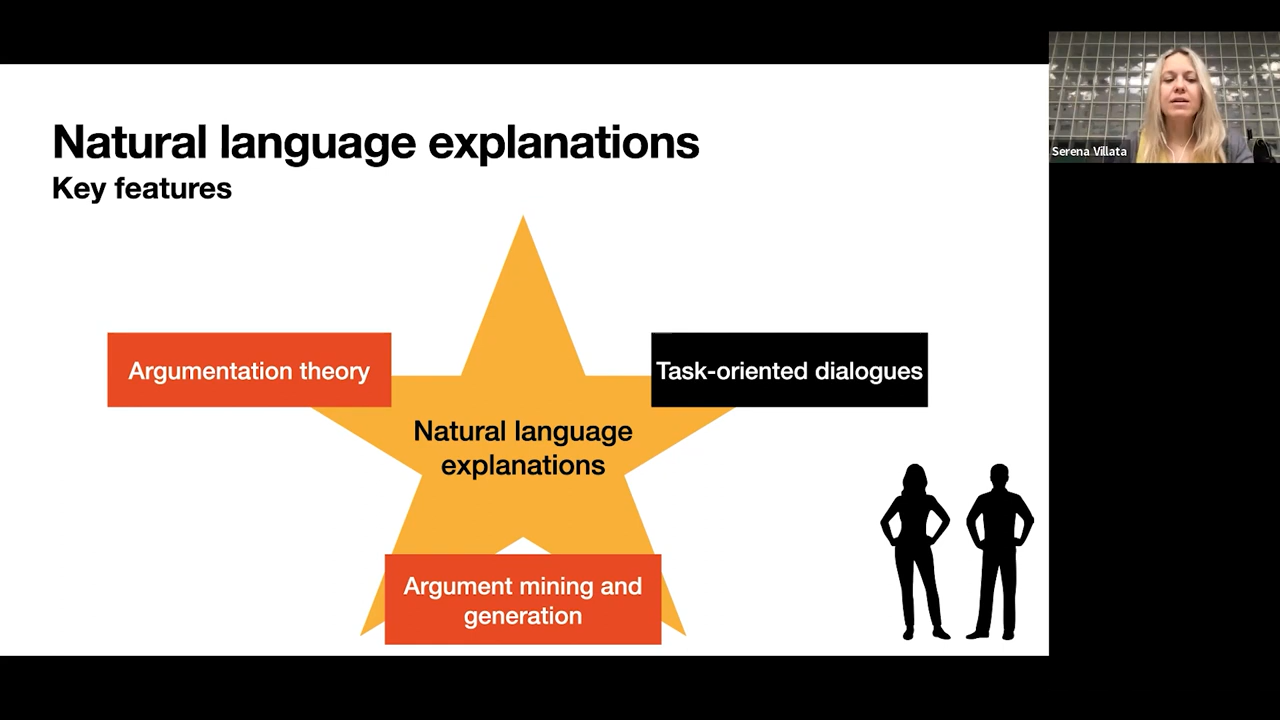 Natural language explanations
Key features
Argumentation theory
Task-oriented dialogues
Natural language
explanations
Argument mining and
generation
Serena Villata